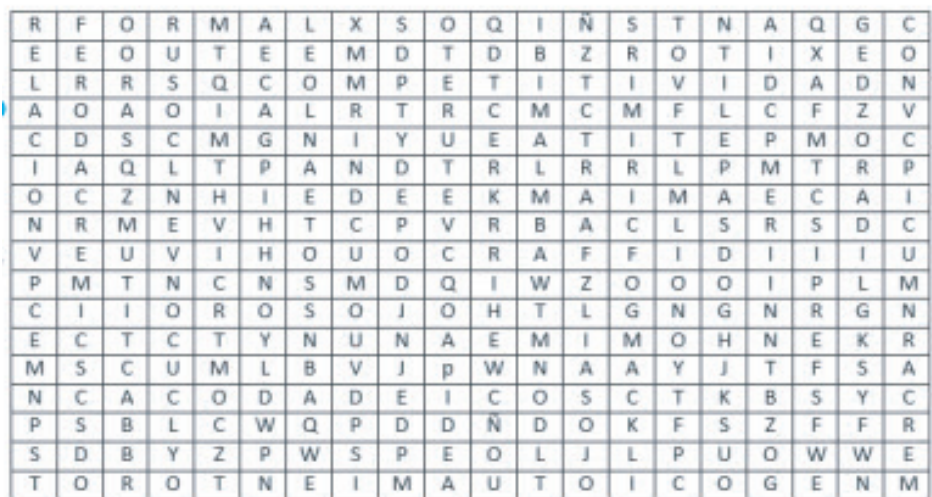 R F O R M A L X S O Q I Ñ S T N A Q G C
E E O U T E E M D T D B Z R O T I X E O
L R R S Q C O M P E T I T I V I D A D N
A O A O I A L R T R C M C M F L C F Z V
C D S C M G N I Y U E A T I T E P M O C
I A Q L T P A N D T R L R R L P M T R P
O C Z N H I E D E E K M A I M A E C A I
N R M E V H T C P V R B A C L S R S D C
V E U V I H O U O C R A F F I D I I I U
P M T N C N S M D Q I W Z O O O I P L M
C I I O R O S O J O H T L G N G N R G N
E C T C T Y N U N A E M I M O H N E K R
M S C U M L B V J p W N A A Y J T F S A
N C A C O D A D E I C O S C T K B S Y C
P S B L C W Q P D D Ñ D O K F S Z F F R
S D B Y Z P W S P E O L J L P U O W W E
T O R O T N E I M A U T O I C O G E N M